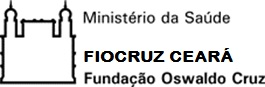 Ministério da Saúde
FIOCRUZ CEARÁ
Fundação Oswaldo Cruz